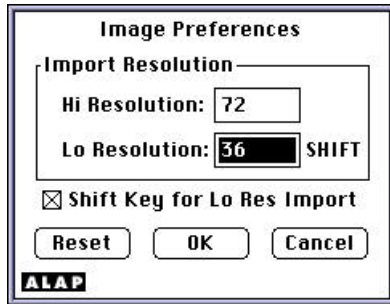 Image Preferences
Import Resolution
Hi Resolution: 72
Lo Resolution: 36 SHIFT
Shift Key for Lo Res Import
Reset OK Cancel
ALAP